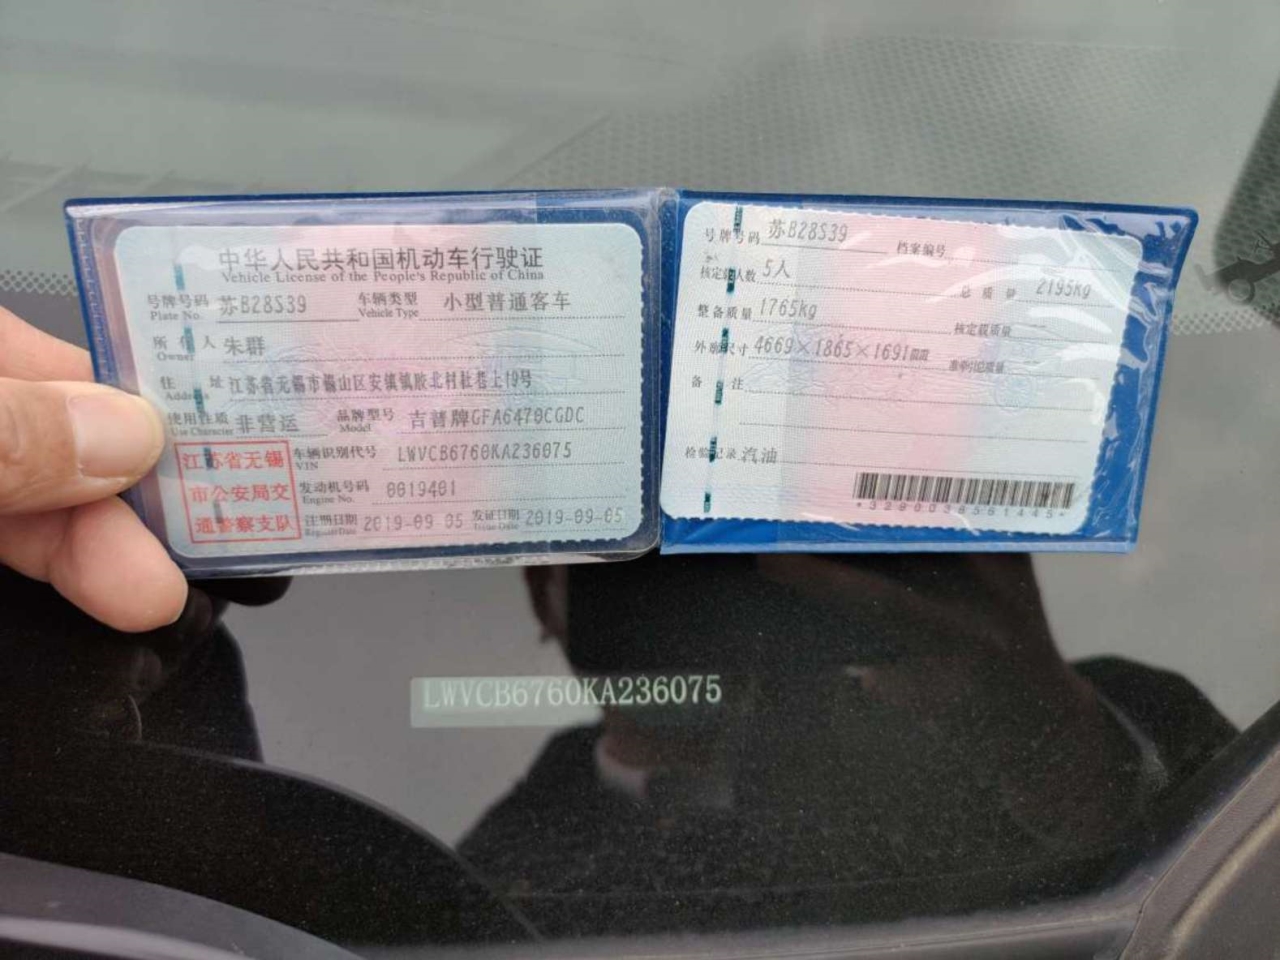 中华人民共和国机动车行驶证
Vehicle License of the People's Republic of China
号牌号码 苏B28S39 车辆类型 小型普通客车
Plate No. Vehicle Type
所有人 朱群
Owner
住址 江苏省无锡市锡山区安镇镇胶北村杜巷上19号
Address
使用性质 非营运 品牌型号 吉普牌GFA6470CGDC
Use Character Model
江苏省无锡
市公安局交
通警察支队
车辆识别代号 LWVCB6760KA236075
VIN
发动机号码 0019401
Engine No.
注册日期 2019-09-05 发证日期 2019-09-05
Register Date Issue Date
号牌号码 苏B28S39 档案编号
核定载人数 5人 总质量 2195kg
整备质量 1765kg 核定载质量 --
外廓尺寸 4669×1865×1691mm 准牵引总质量 --
备注
检验记录 汽油
LWVCB6760KA236075